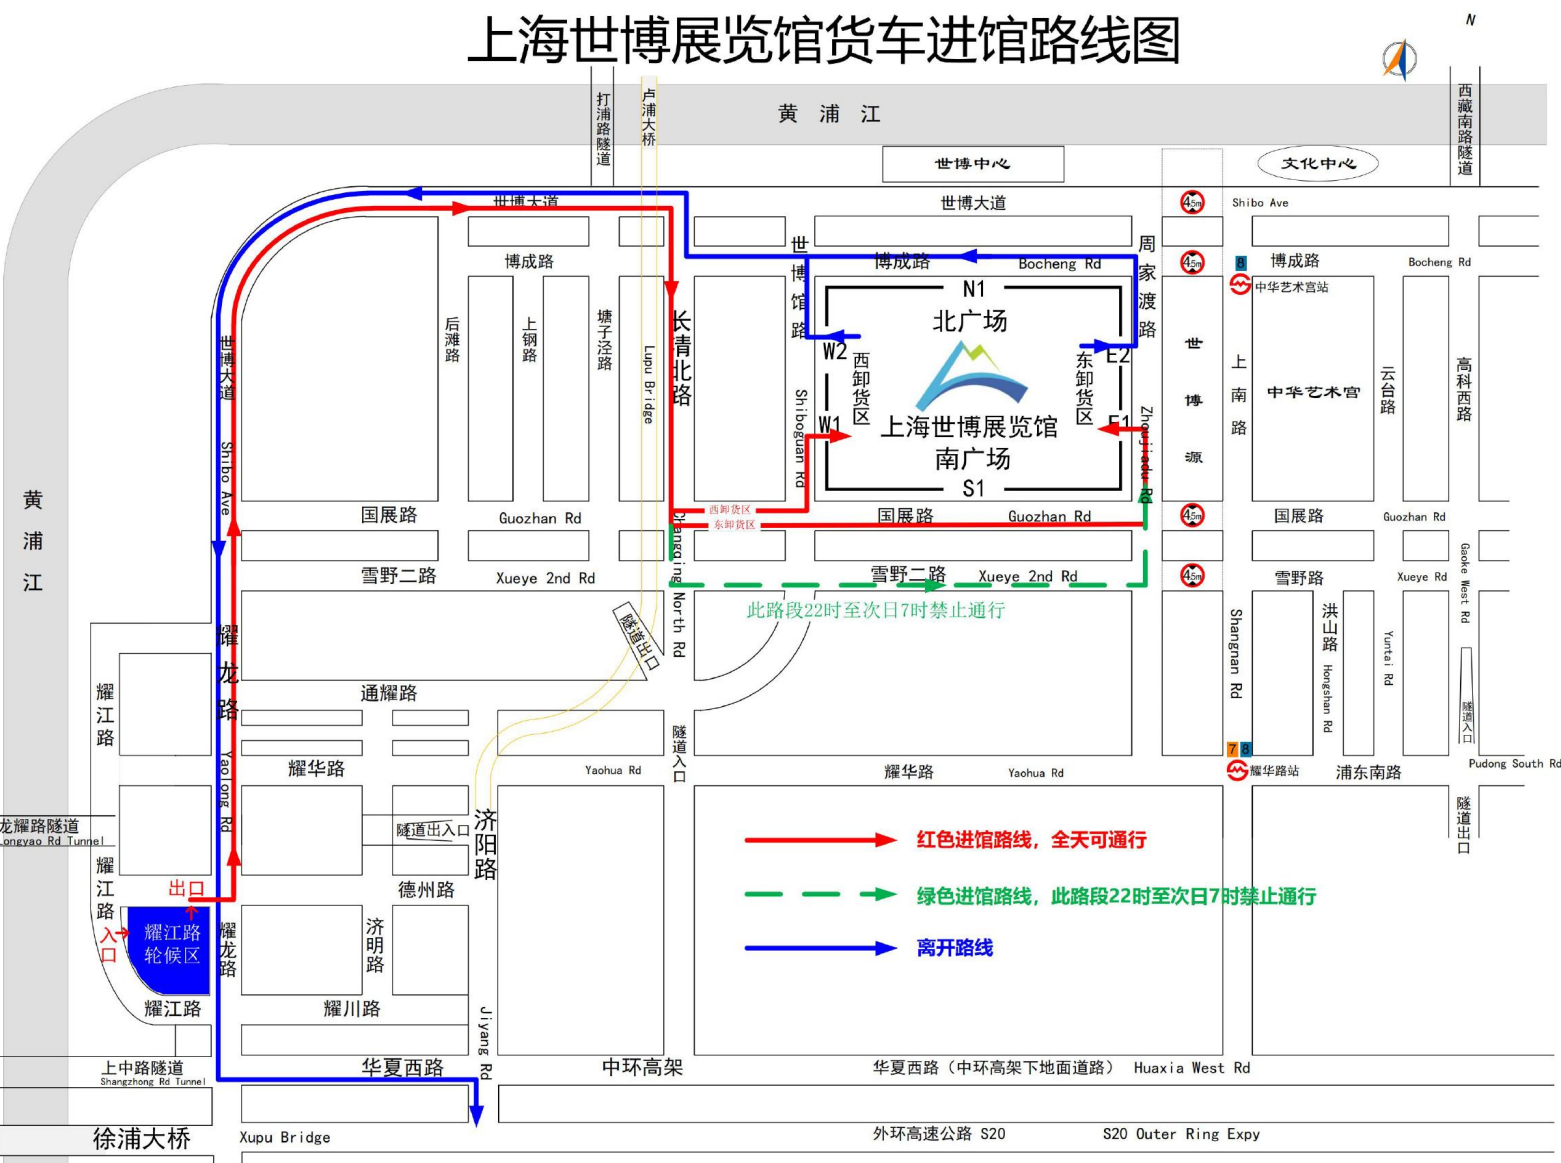 上海世博展览馆货车进馆路线图
N
打浦路隧道
卢浦大桥
黄浦江
西藏南路隧道
世博中心
文化中心
世博大道
世博大道
4.5m
Shibo Ave
世博馆路
周家渡路
博成路
博成路
Bocheng Rd
4.5m
8
博成路
Bocheng Rd
中华艺术宫站
N1
北广场
后滩路
上钢路
塘子泾路
Lupu Bridge
长清北路
W2
西卸货区
东卸货区
E2
世博源
上南路
中华艺术宫
云台路
高科西路
世博大道
Shibo Ave
Shiboguan Rd
W1
上海世博展览馆
E1
Zhoujiadu Rd
南广场
S1
黄浦江
西卸货区
东卸货区
国展路
Guozhan Rd
Changqing North Rd
国展路
Guozhan Rd
4.5m
国展路
Guozhan Rd
Gaoke West Rd
雪野二路
Xueye 2nd Rd
雪野二路
Xueye 2nd Rd
4.5m
雪野路
Xueye Rd
此路段22时至次日7时禁止通行
隧道出口
耀龙路
Shangnan Rd
洪山路
Hongshan Rd
Yuntai Rd
耀江路
通耀路
隧道入口
隧道入口
Yaolong Rd
耀华路
Yaohua Rd
耀华路
Yaohua Rd
7 8
耀华路站
浦东南路
Pudong South Rd
龙耀路隧道
Longyao Rd Tunnel
隧道出入口
济阳路
隧道出口
红色进馆路线，全天可通行
耀江路
出口
德州路
绿色进馆路线，此路段22时至次日7时禁止通行
入口
耀江路
轮候区
耀龙路
济明路
离开路线
耀江路
耀川路
Jiyang Rd
上中路隧道
Shangzhong Rd Tunnel
华夏西路
中环高架
华夏西路（中环高架下地面道路）
Huaxia West Rd
徐浦大桥
Xupu Bridge
外环高速公路 S20
S20 Outer Ring Expy